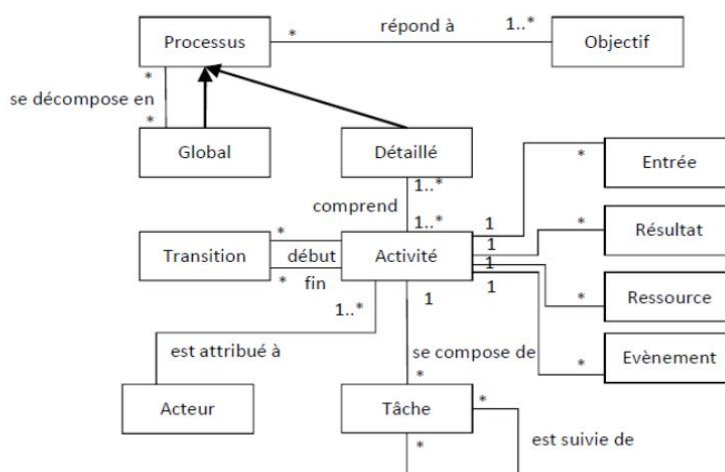 Processus
*
répond à
1..*
Objectif
*
se décompose en
*
Global
Détaillé
Entrée
*
1..*
comprend
1..*
1
*
Résultat
Transition
*
début
Activité
1
1
*
fin
1
*
Ressource
1..*
1
est attribué à
se compose de
*
Evènement
*
Acteur
Tâche
*
*
est suivie de